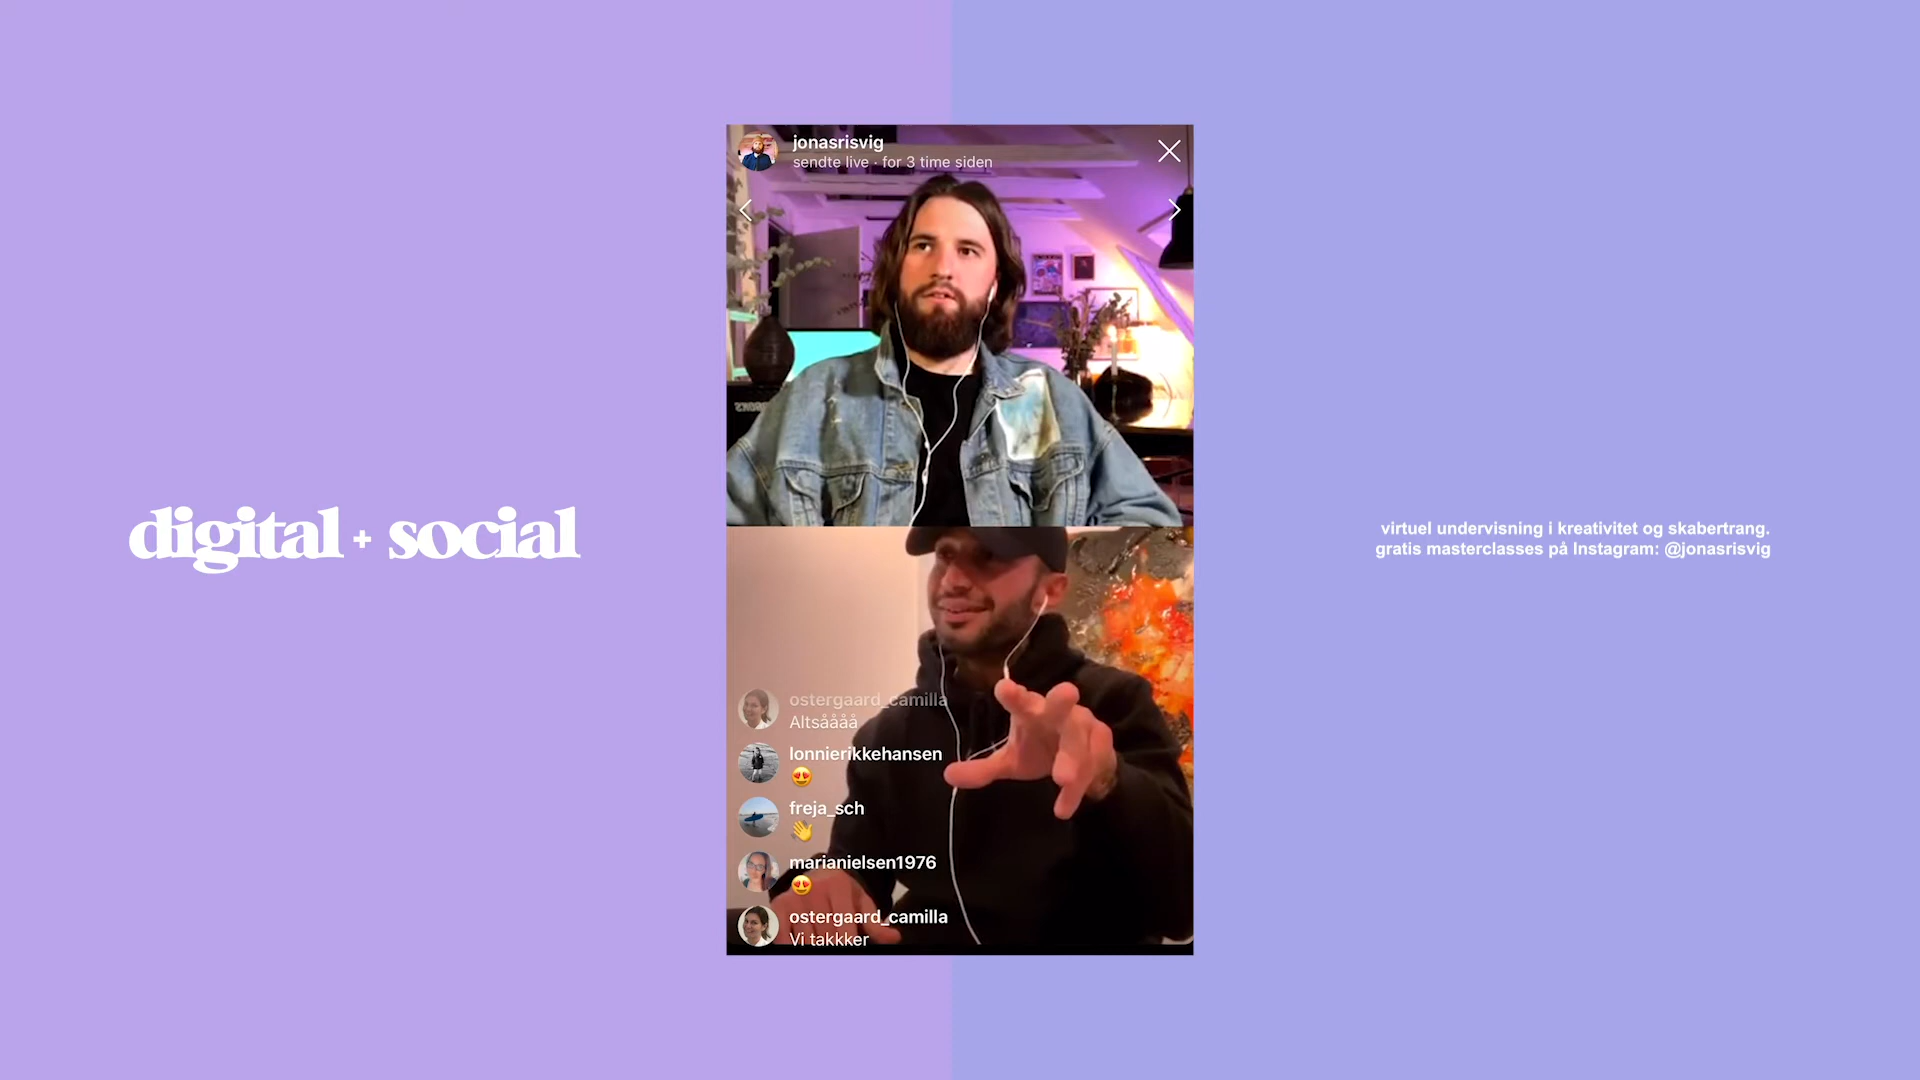 digital + social
jonasrisvig
sendte live · for 3 time siden
ostergaard_camilla
Altsåååå
lonnierikkehansen
😍
freja_sch
👋
marianielsen1976
😍
ostergaard_camilla
Vi takkker
virtuel undervisning i kreativitet og skabertrang.
gratis masterclasses på Instagram: @jonasrisvig